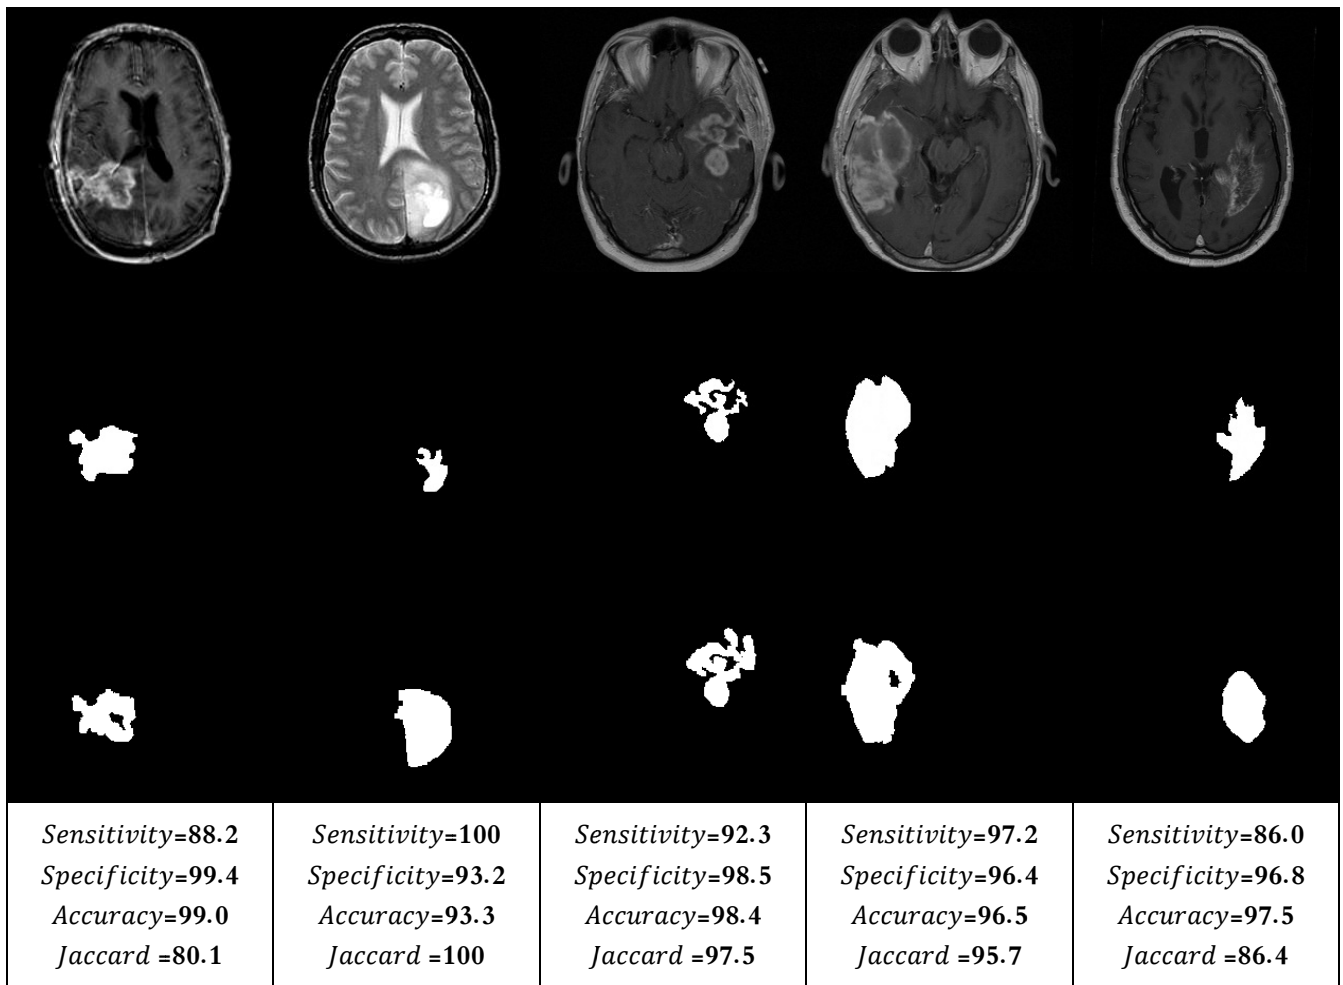 Sensitivity=88.2
Specificity=99.4
Accuracy=99.0
Jaccard =80.1
Sensitivity=100
Specificity=93.2
Accuracy=93.3
Jaccard =100
Sensitivity=92.3
Specificity=98.5
Accuracy=98.4
Jaccard =97.5
Sensitivity=97.2
Specificity=96.4
Accuracy=96.5
Jaccard =95.7
Sensitivity=86.0
Specificity=96.8
Accuracy=97.5
Jaccard =86.4